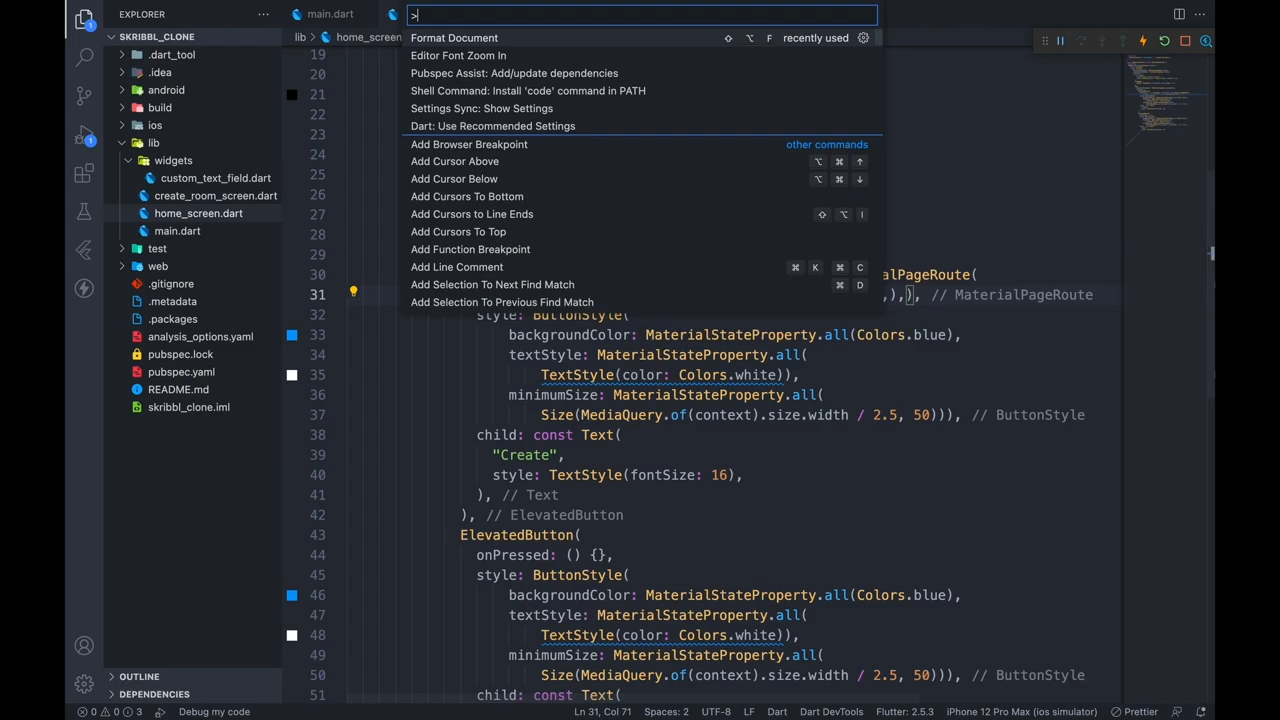 EXPLORER
SKRIBBL_CLONE
.dart_tool
.idea
android
build
ios
lib
widgets
custom_text_field.dart
create_room_screen.dart
home_screen.dart
main.dart
test
web
.gitignore
.metadata
.packages
analysis_options.yaml
pubspec.lock
pubspec.yaml
README.md
skribbl_clone.iml
OUTLINE
DEPENDENCIES
1
1
main.dart
lib > home_screen
>
Format Document ⇧ ⌥ F recently used
Editor Font Zoom In
Pubspec Assist: Add/update dependencies
Shell Command: Install 'code' command in PATH
Settings Sync: Show Settings
Dart: Use Recommended Settings
Add Browser Breakpoint other commands
Add Cursor Above ⌥ ⌘ ↑
Add Cursor Below ⌥ ⌘ ↓
Add Cursors To Bottom
Add Cursors to Line Ends ⇧ ⌥ I
Add Cursors To Top
Add Function Breakpoint
Add Line Comment ⌘ K ⌘ C
Add Selection To Next Find Match ⌘ D
Add Selection To Previous Find Match
19
20
21
22
23
24
25
26
27
28
29
30 alPageRoute(
31 ,),), // MaterialPageRoute
32 style: ButtonStyle(
33 backgroundColor: MaterialStateProperty.all(Colors.blue),
34 textStyle: MaterialStateProperty.all(
35 TextStyle(color: Colors.white)),
36 minimumSize: MaterialStateProperty.all(
37 Size(MediaQuery.of(context).size.width / 2.5, 50))), // ButtonStyle
38 child: const Text(
39 "Create",
40 style: TextStyle(fontSize: 16),
41 ), // Text
42 ), // ElevatedButton
43 ElevatedButton(
44 onPressed: () {},
45 style: ButtonStyle(
46 backgroundColor: MaterialStateProperty.all(Colors.blue),
47 textStyle: MaterialStateProperty.all(
48 TextStyle(color: Colors.white)),
49 minimumSize: MaterialStateProperty.all(
50 Size(MediaQuery.of(context).size.width / 2.5, 50))), // ButtonStyle
51 child: const Text(
0 0 3 Debug my code Ln 31, Col 71 Spaces: 2 UTF-8 LF Dart Dart DevTools Flutter: 2.5.3 iPhone 12 Pro Max (ios simulator) Prettier